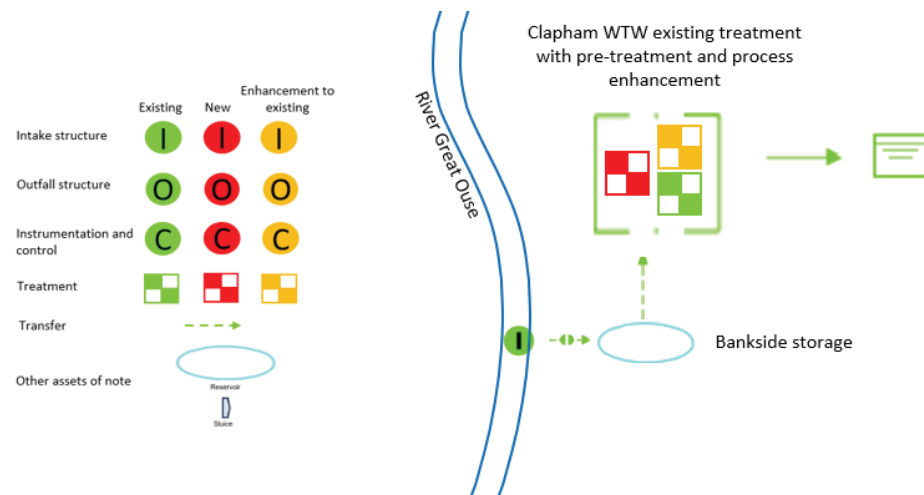 Clapham WTW existing treatment
with pre-treatment and process
enhancement
Existing
New
Enhancement to
existing
Intake structure
I
I
I
Outfall structure
O
O
O
Instrumentation and
control
C
C
C
Treatment
Transfer
Other assets of note
Reservoir
Sluice
River Great Ouse
I
Bankside storage